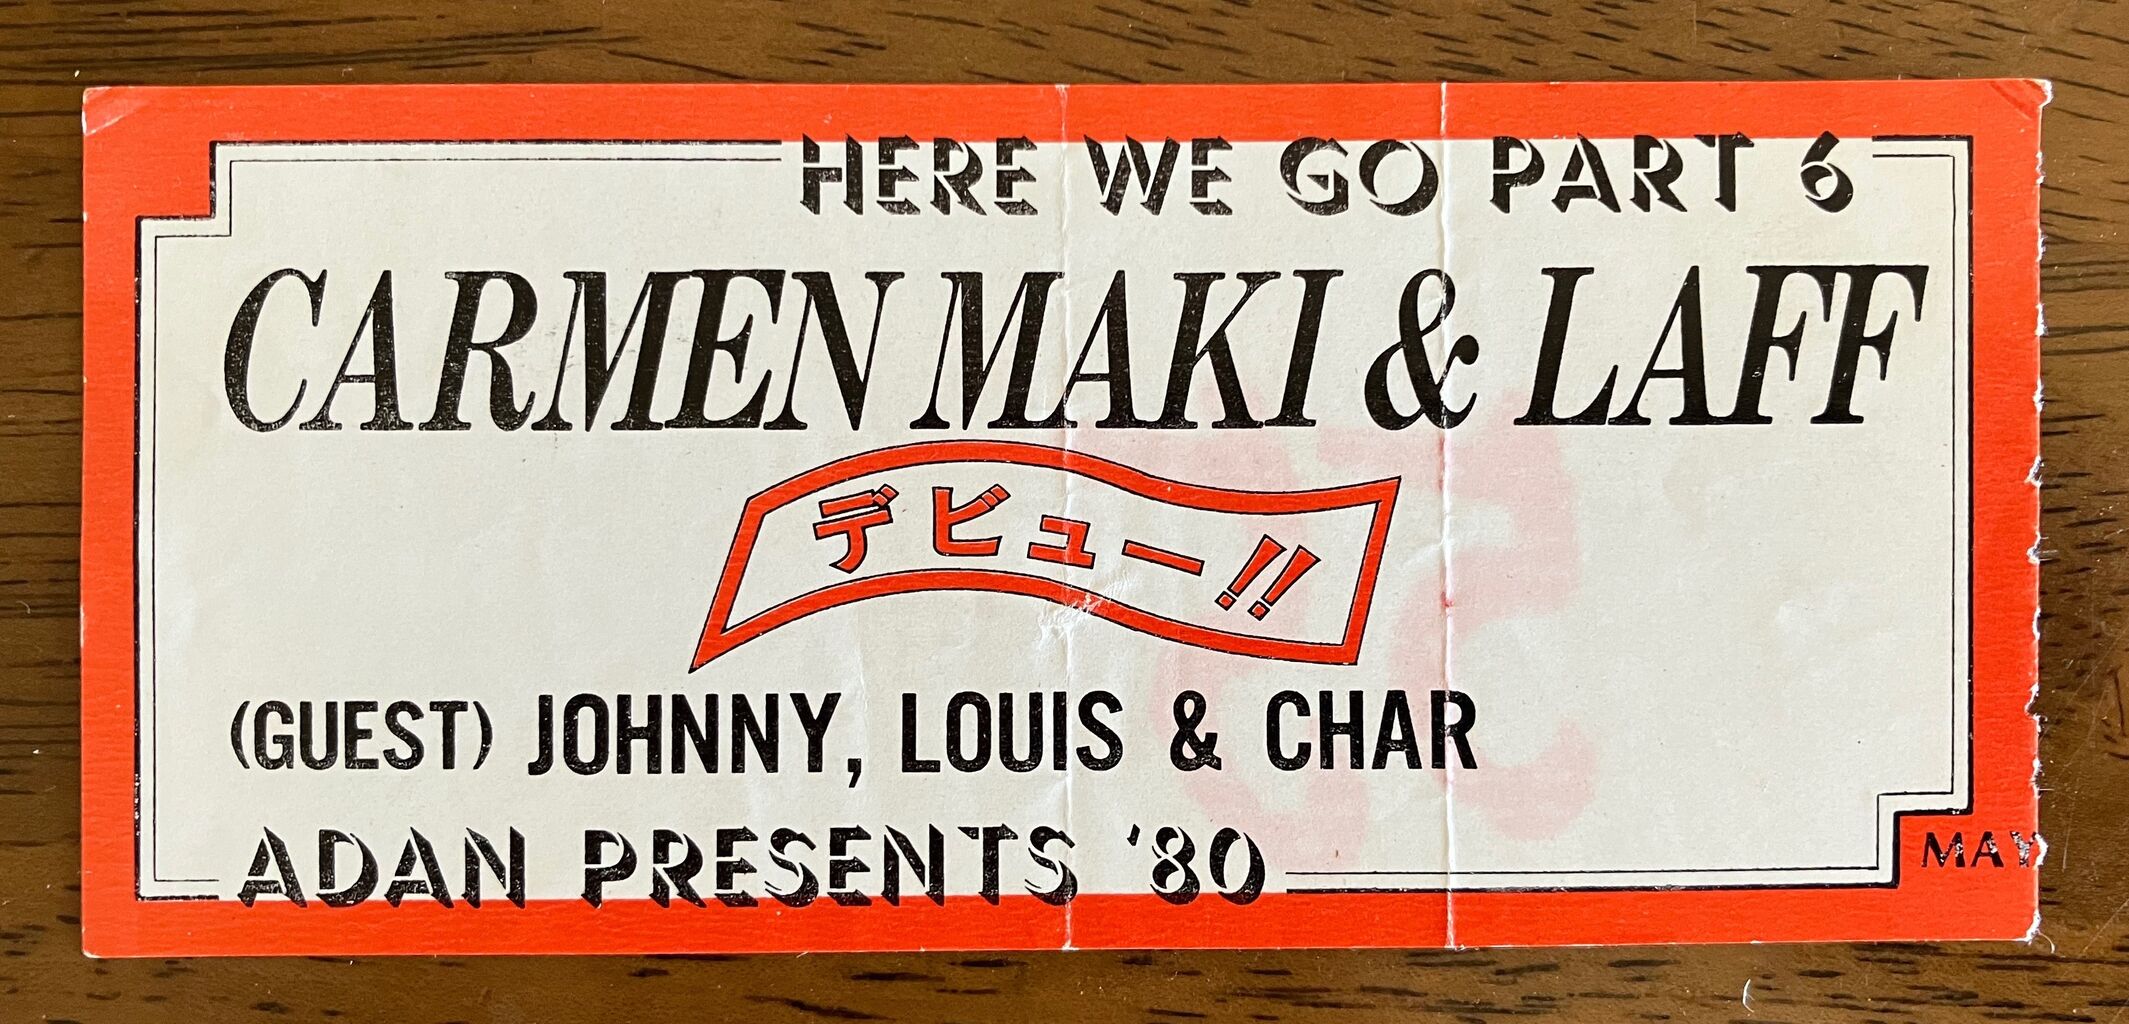 HERE WE GO PART 6
CARMEN MAKI & LAFF
デビュー!!
(GUEST) JOHNNY, LOUIS & CHAR
ADAN PRESENTS '80
MAY